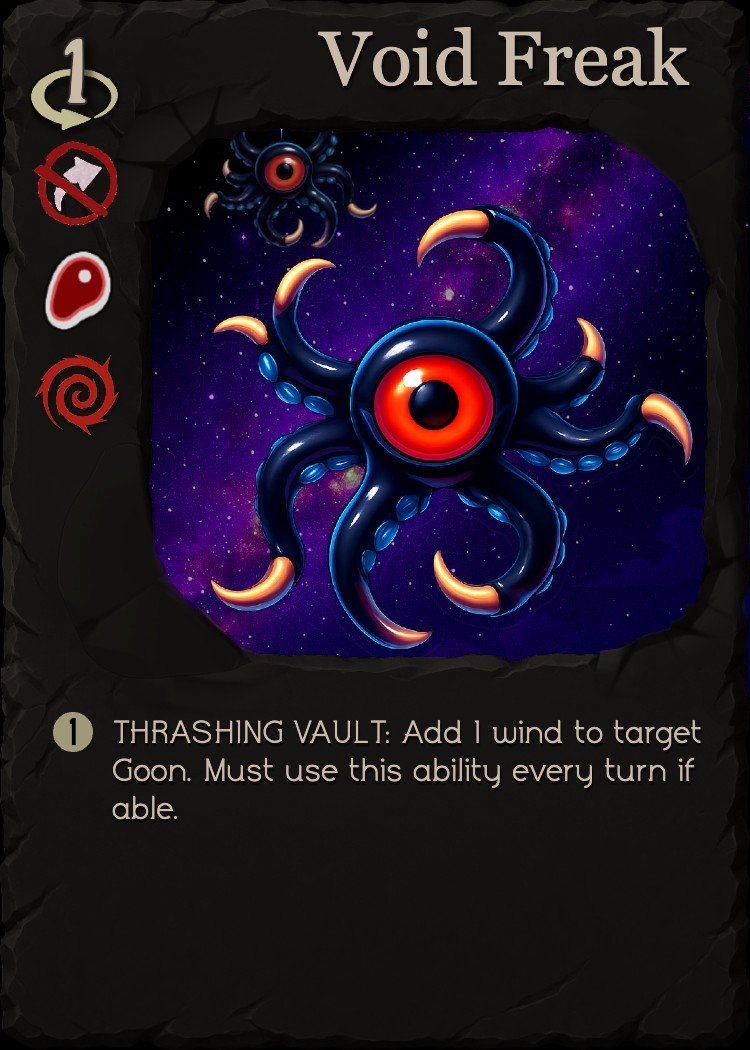 1
Void Freak
1 THRASHING VAULT: Add 1 wind to target
Goon. Must use this ability every turn if
able.